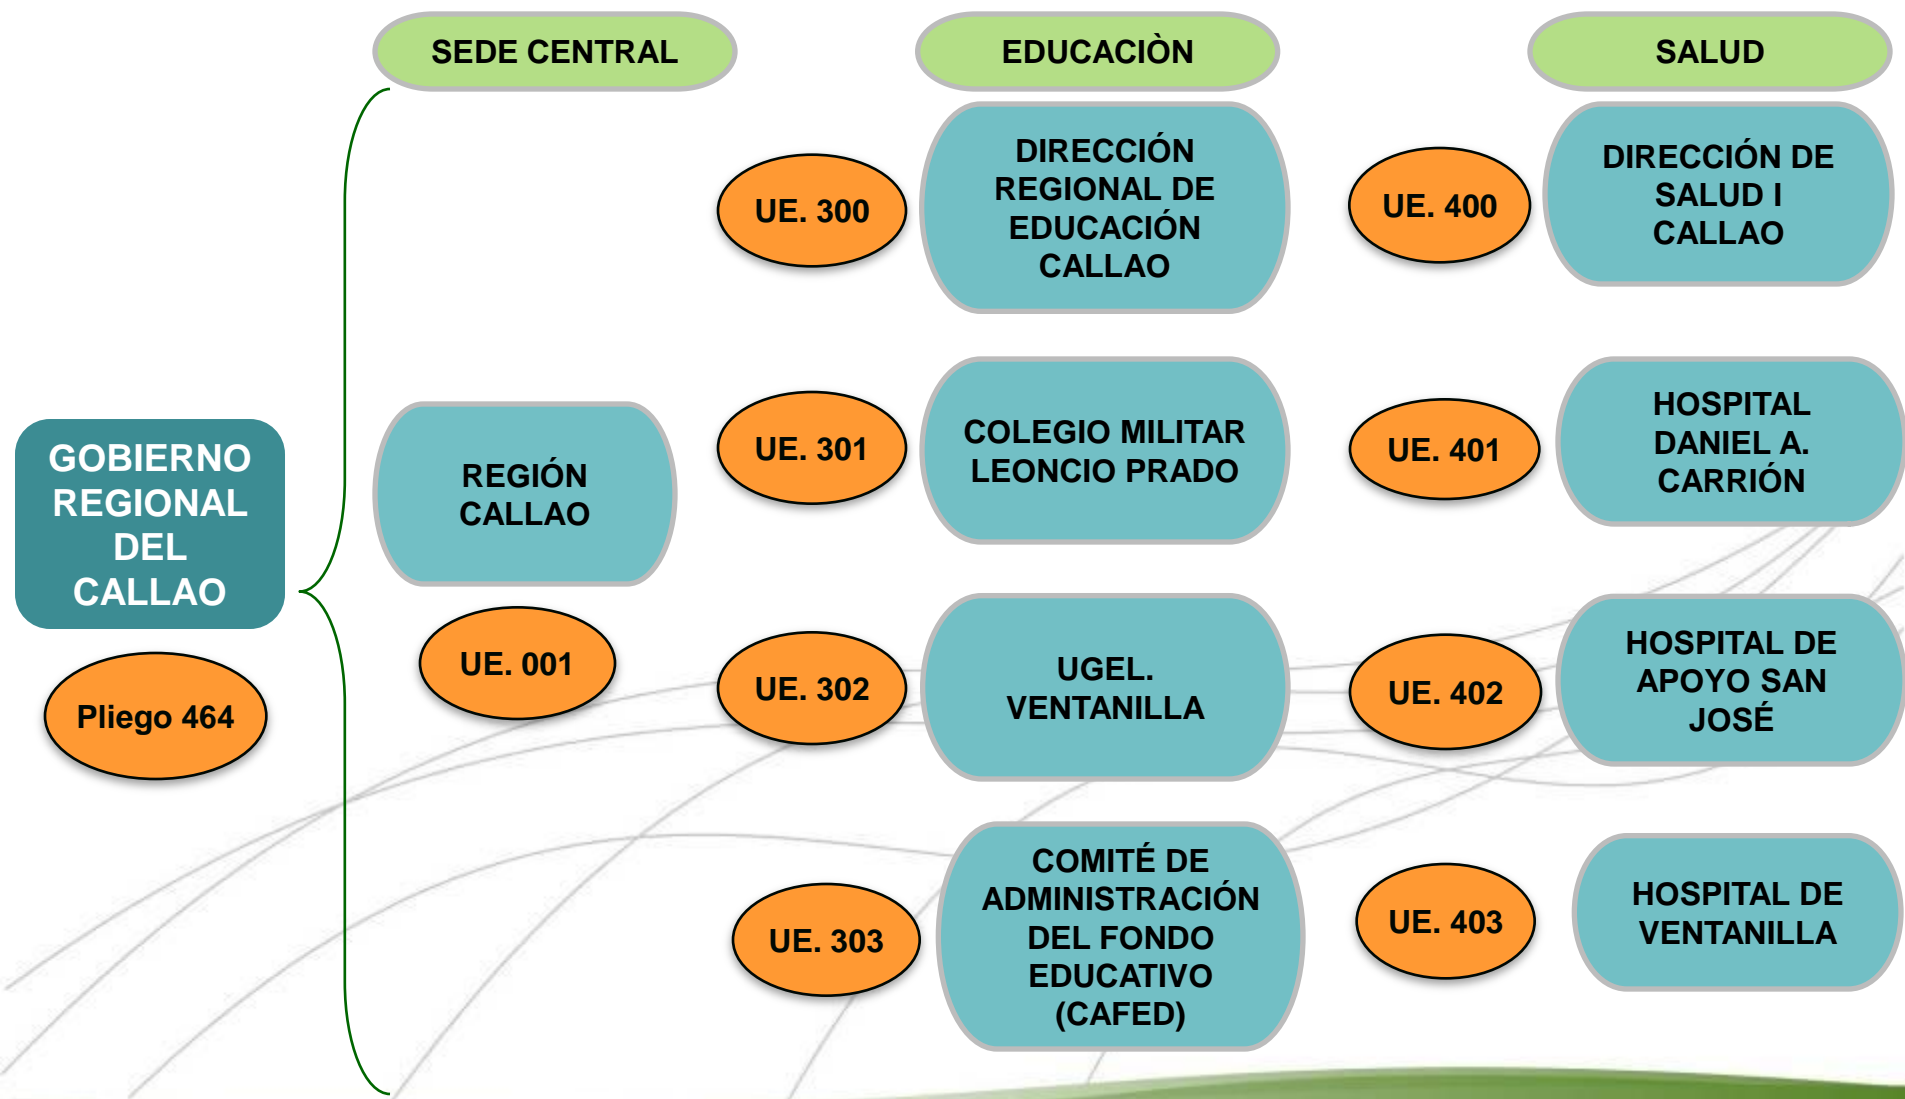 SEDE CENTRAL
EDUCACIÒN
SALUD
GOBIERNO
REGIONAL
DEL
CALLAO
Pliego 464
REGIÓN
CALLAO
UE. 001
UE. 300
DIRECCIÓN
REGIONAL DE
EDUCACIÓN
CALLAO
UE. 301
COLEGIO MILITAR
LEONCIO PRADO
UE. 302
UGEL.
VENTANILLA
UE. 303
COMITÉ DE
ADMINISTRACIÓN
DEL FONDO
EDUCATIVO
(CAFED)
UE. 400
DIRECCIÓN DE
SALUD I
CALLAO
UE. 401
HOSPITAL
DANIEL A.
CARRIÓN
UE. 402
HOSPITAL DE
APOYO SAN
JOSÉ
UE. 403
HOSPITAL DE
VENTANILLA